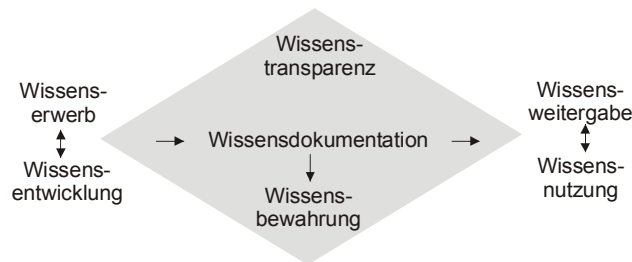 Wissens-
transparenz
Wissens-
erwerb
Wissens-
entwicklung
Wissensdokumentation
Wissens-
bewahrung
Wissens-
weitergabe
Wissens-
nutzung